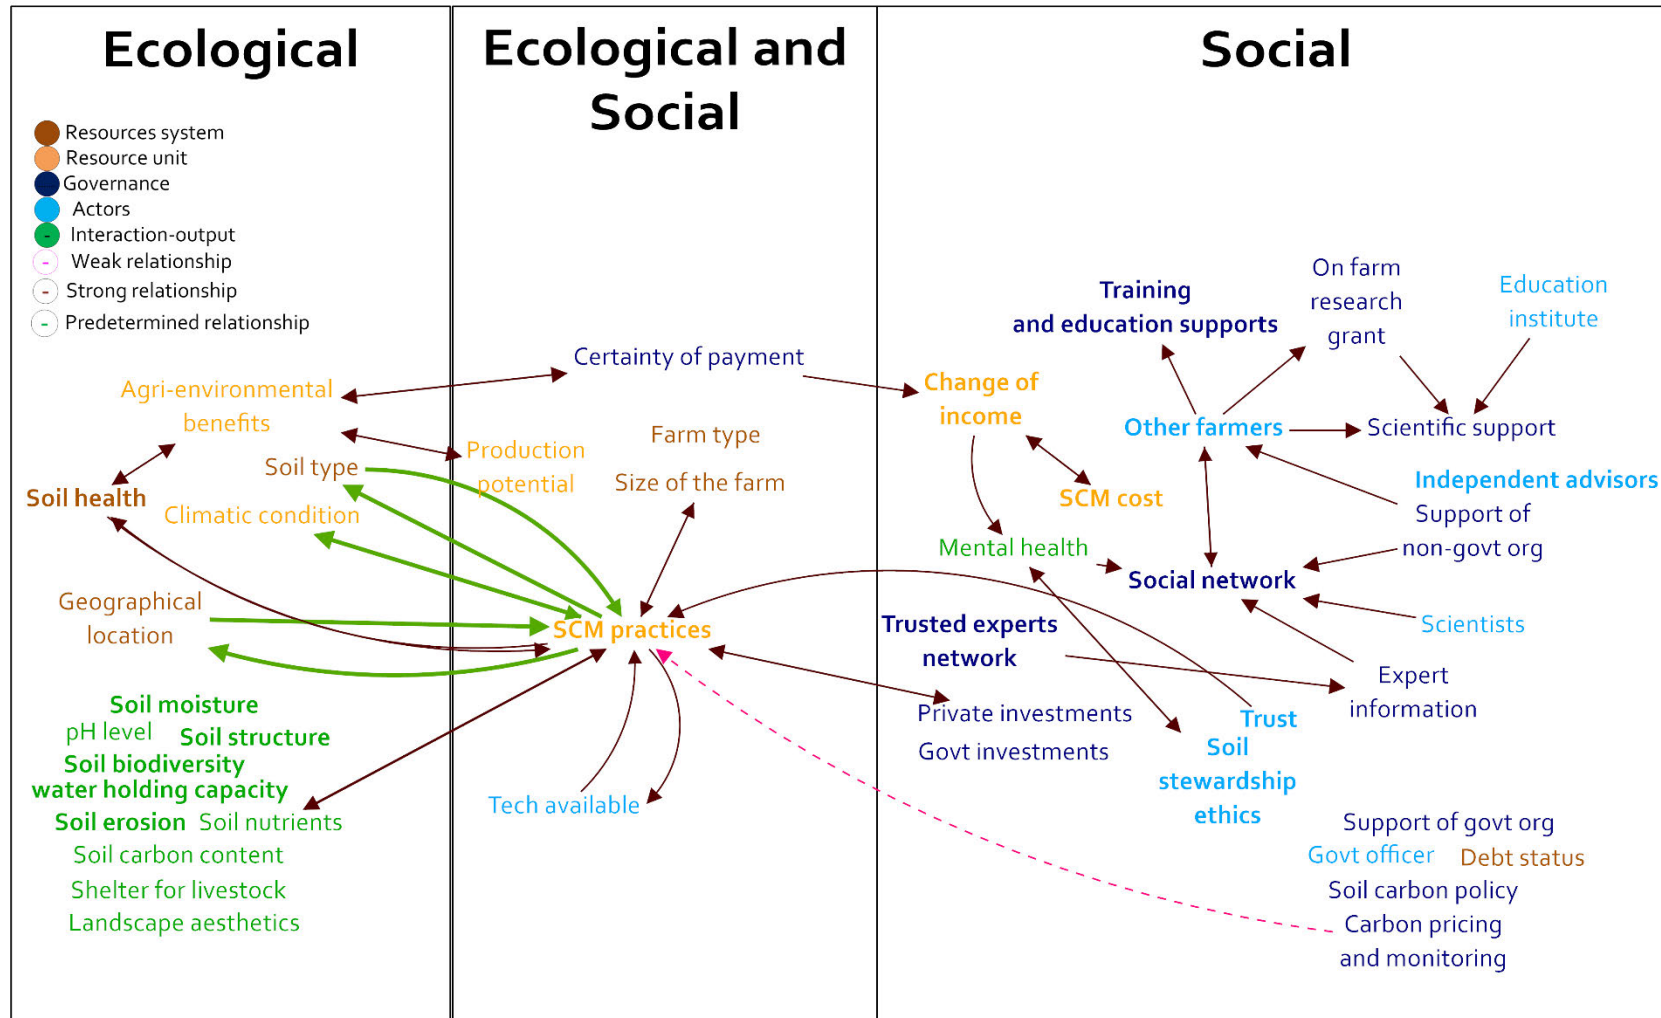 Ecological
Resources system
Resource unit
Governance
Actors
Interaction-output
Weak relationship
Strong relationship
Predetermined relationship
Agri-environmental
benefits
Soil type
Soil health
Climatic condition
Geographical
location
Soil moisture
pH level
Soil structure
Soil biodiversity
water holding capacity
Soil erosion
Soil nutrients
Soil carbon content
Shelter for livestock
Landscape aesthetics
Ecological and
Social
Certainty of payment
Farm type
Production
potential
Size of the farm
SCM practices
Tech available
Social
On farm
research
grant
Education
institute
Training
and education supports
Change of
income
Other farmers
Scientific support
SCM cost
Independent advisors
Support of
non-govt org
Mental health
Social network
Trusted experts
network
Scientists
Expert
information
Private investments
Govt investments
Trust
Soil
stewardship
ethics
Support of govt org
Govt officer
Debt status
Soil carbon policy
Carbon pricing
and monitoring